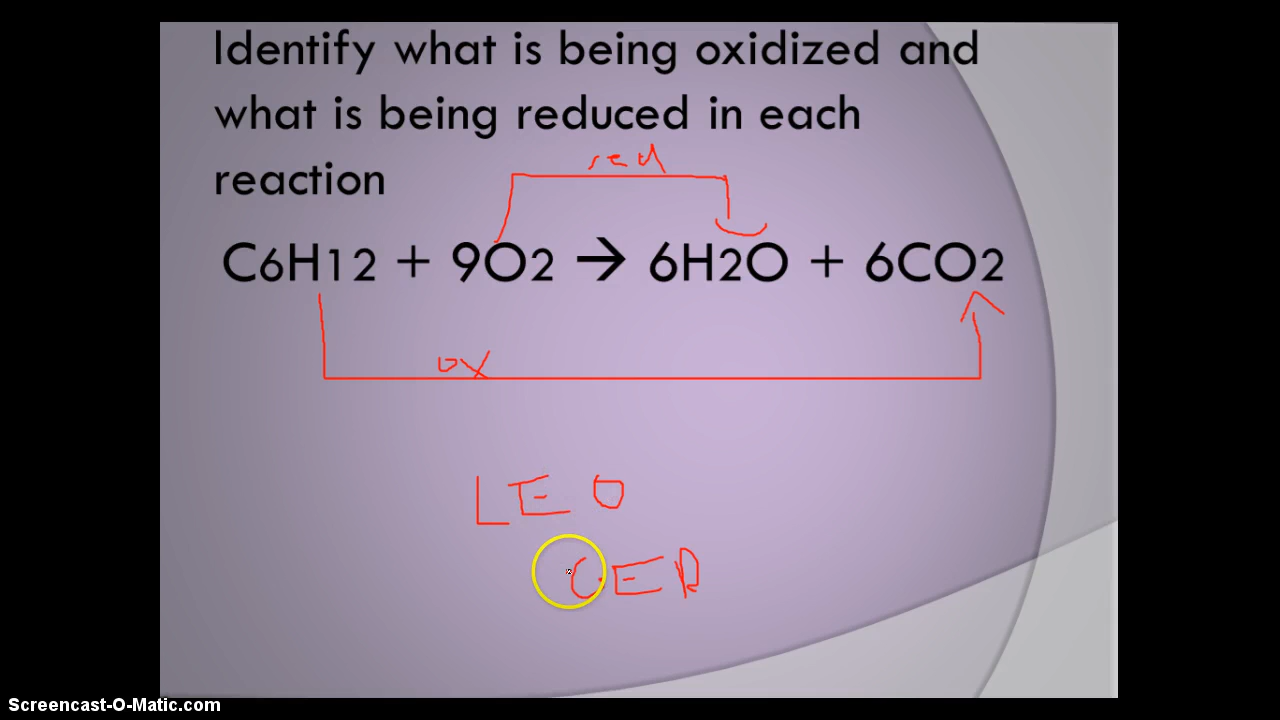 Identify what is being oxidized and
what is being reduced in each
reaction
red
C6H12 + 9O2 → 6H2O + 6CO2
ox
LEO
GER
Screencast-O-Matic.com